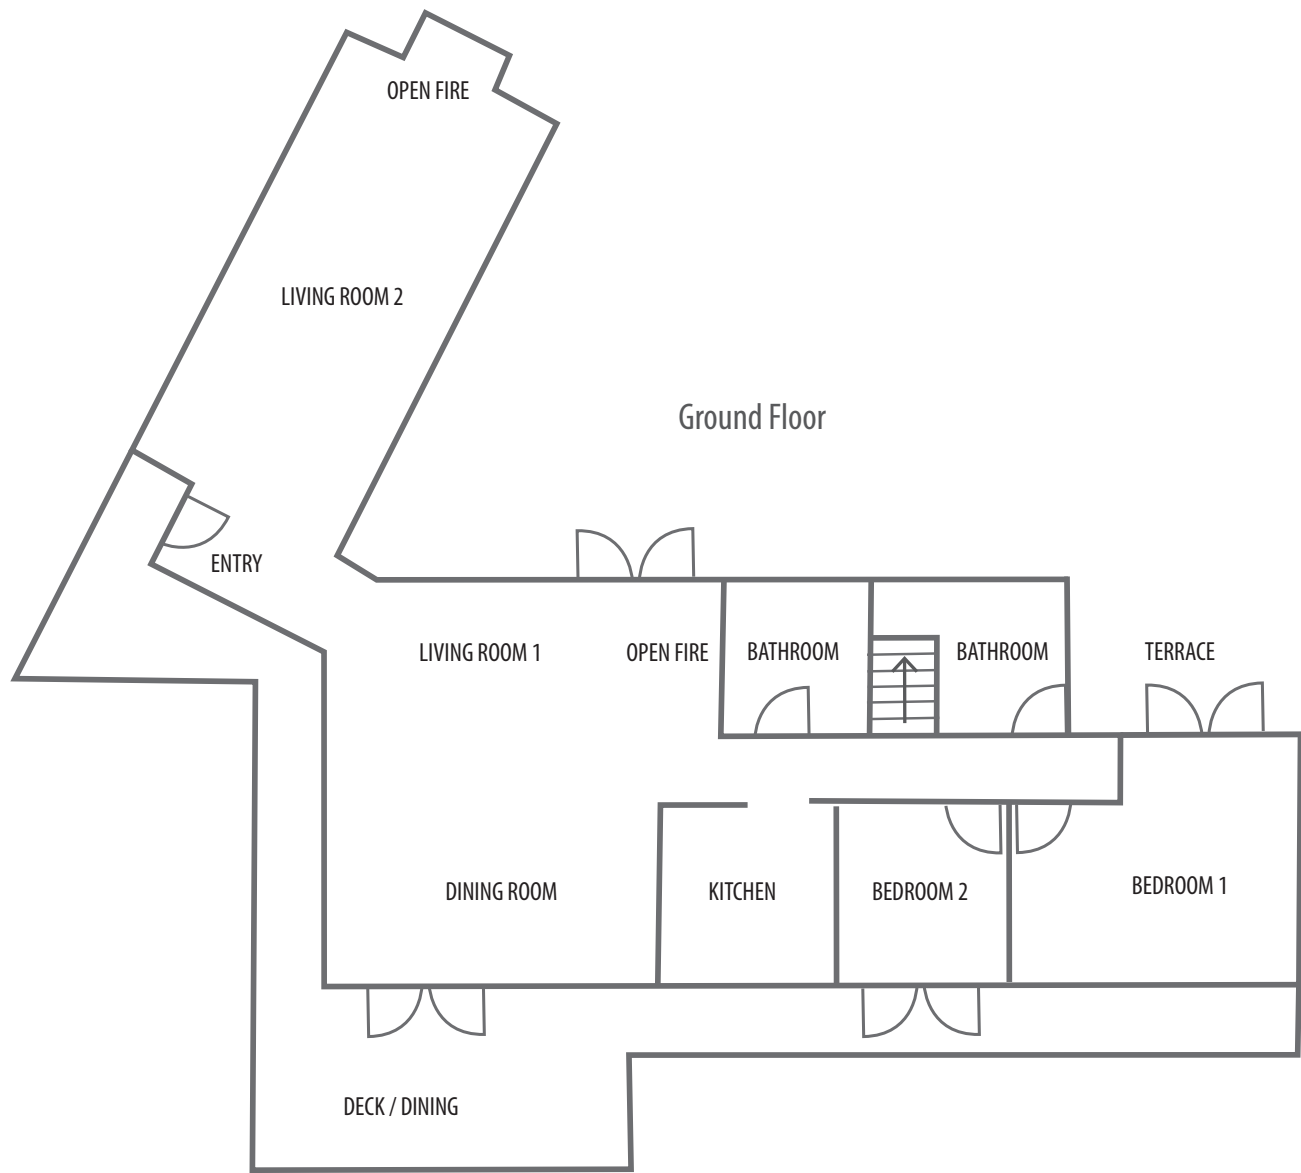 OPEN FIRE
LIVING ROOM 2
Ground Floor
ENTRY
LIVING ROOM 1
OPEN FIRE
BATHROOM
BATHROOM
TERRACE
DINING ROOM
KITCHEN
BEDROOM 2
BEDROOM 1
DECK / DINING